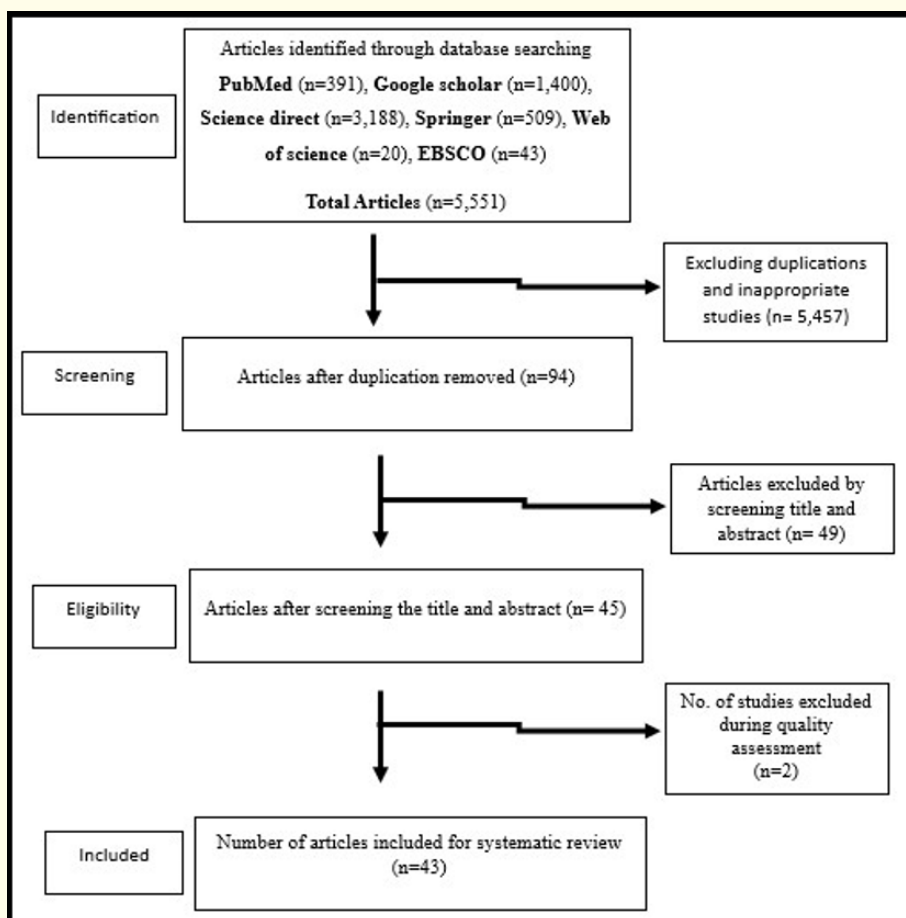 Articles identified through database searching
PubMed (n=391), Google scholar (n=1,400),
Science direct (n=3,188), Springer (n=509), Web
of science (n=20), EBSCO (n=43)
Total Articles (n=5,551)
Identification
Excluding duplications
and inappropriate
studies (n= 5,457)
Screening
Articles after duplication removed (n=94)
Articles excluded by
screening title and
abstract (n= 49)
Eligibility
Articles after screening the title and abstract (n= 45)
No. of studies excluded
during quality
assessment
(n=2)
Included
Number of articles included for systematic review
(n=43)